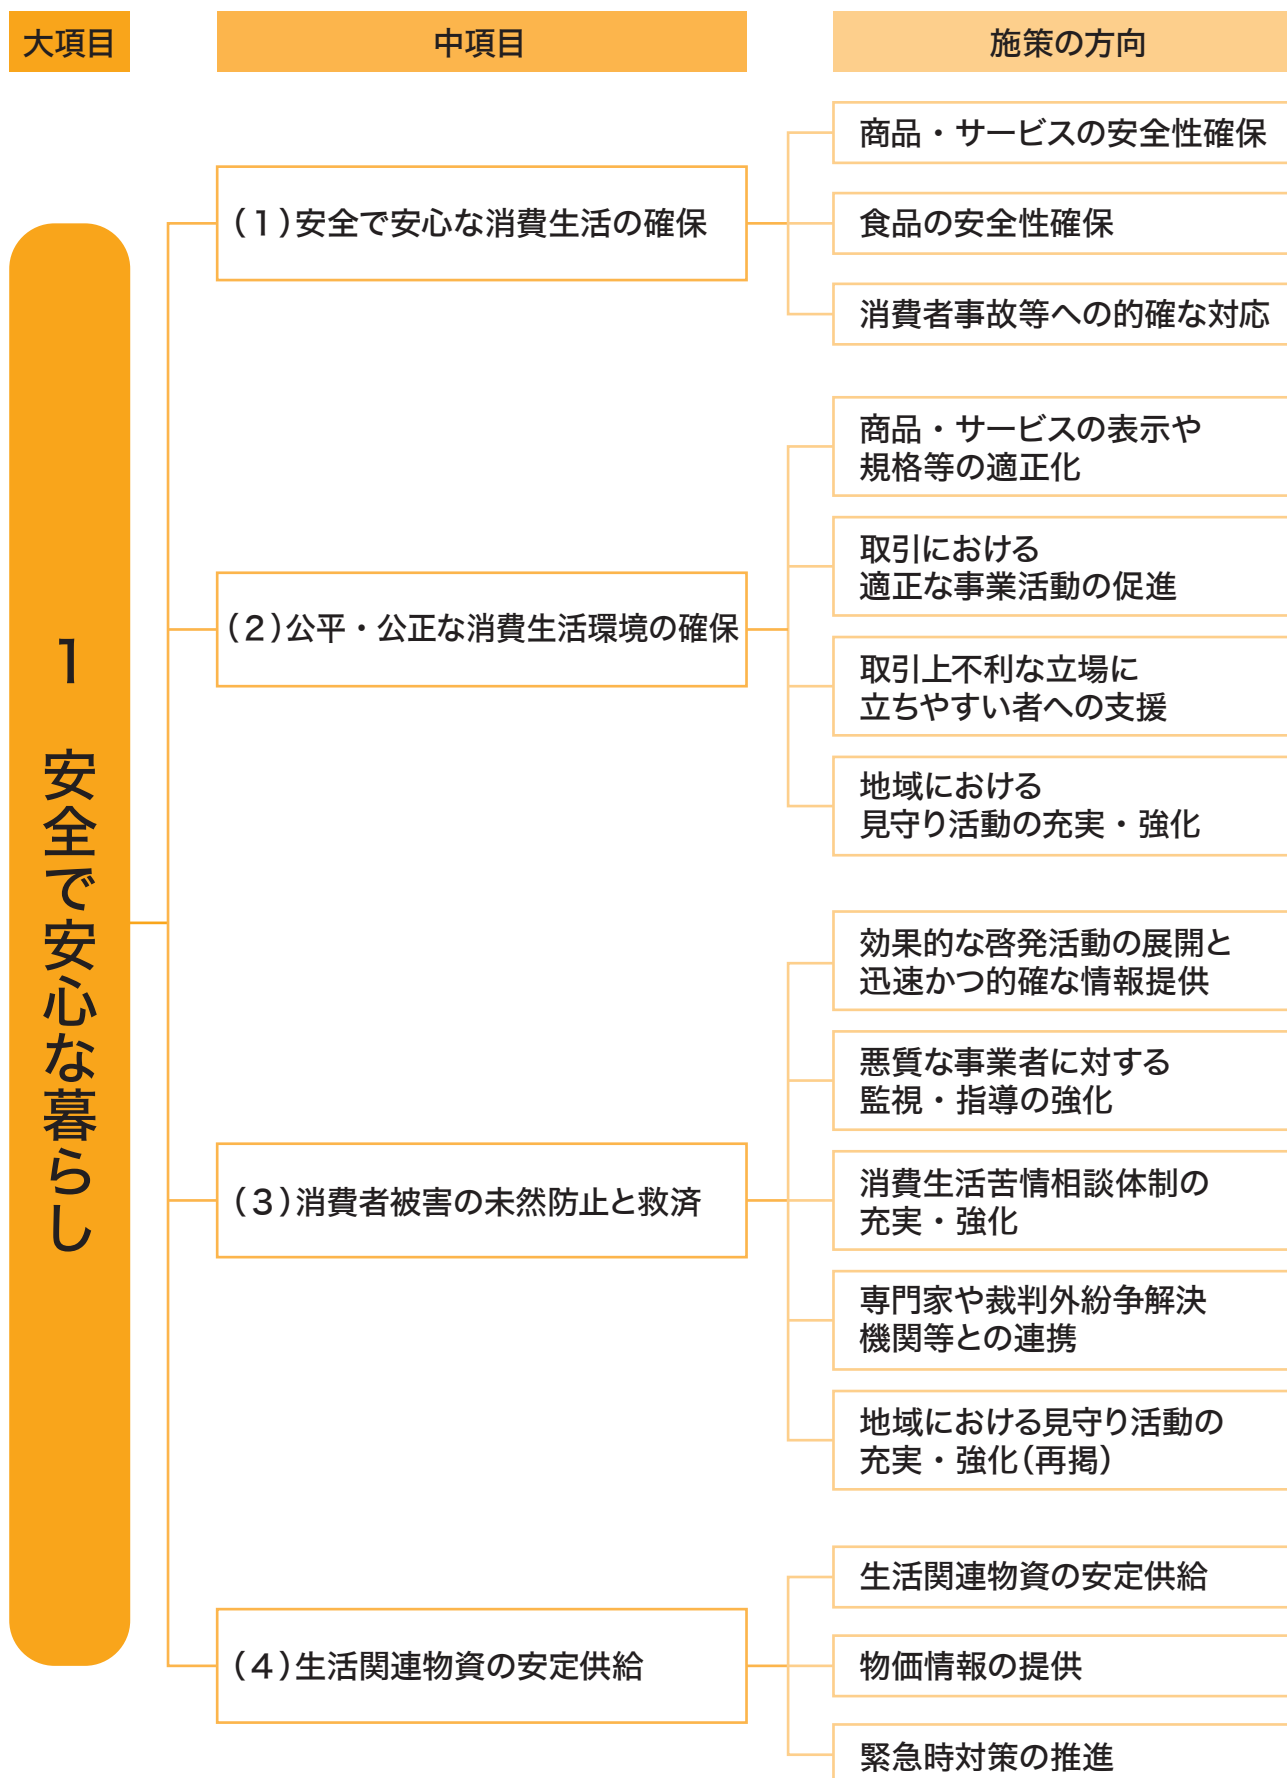 大項目
中項目
施策の方向
1 安全で安心な暮らし
(1)安全で安心な消費生活の確保
商品・サービスの安全性確保
食品の安全性確保
消費者事故等への的確な対応
(2)公平・公正な消費生活環境の確保
商品・サービスの表示や
規格等の適正化
取引における
適正な事業活動の促進
取引上不利な立場に
立ちやすい者への支援
地域における
見守り活動の充実・強化
(3)消費者被害の未然防止と救済
効果的な啓発活動の展開と
迅速かつ的確な情報提供
悪質な事業者に対する
監視・指導の強化
消費生活苦情相談体制の
充実・強化
専門家や裁判外紛争解決
機関等との連携
地域における見守り活動の
充実・強化(再掲)
(4)生活関連物資の安定供給
生活関連物資の安定供給
物価情報の提供
緊急時対策の推進